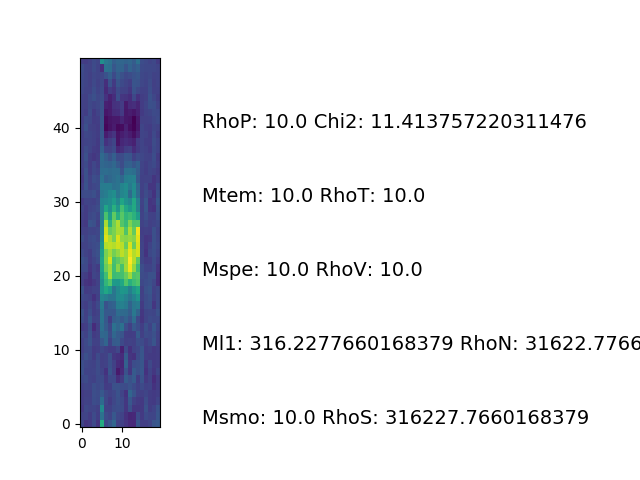 40
RhoP: 10.0 Chi2: 11.413757220311476
30
Mtem: 10.0 RhoT: 10.0
20
Mspe: 10.0 RhoV: 10.0
10
Ml1: 316.2277660168379 RhoN: 31622.7766
0
Msmo: 10.0 RhoS: 316227.7660168379
0 10